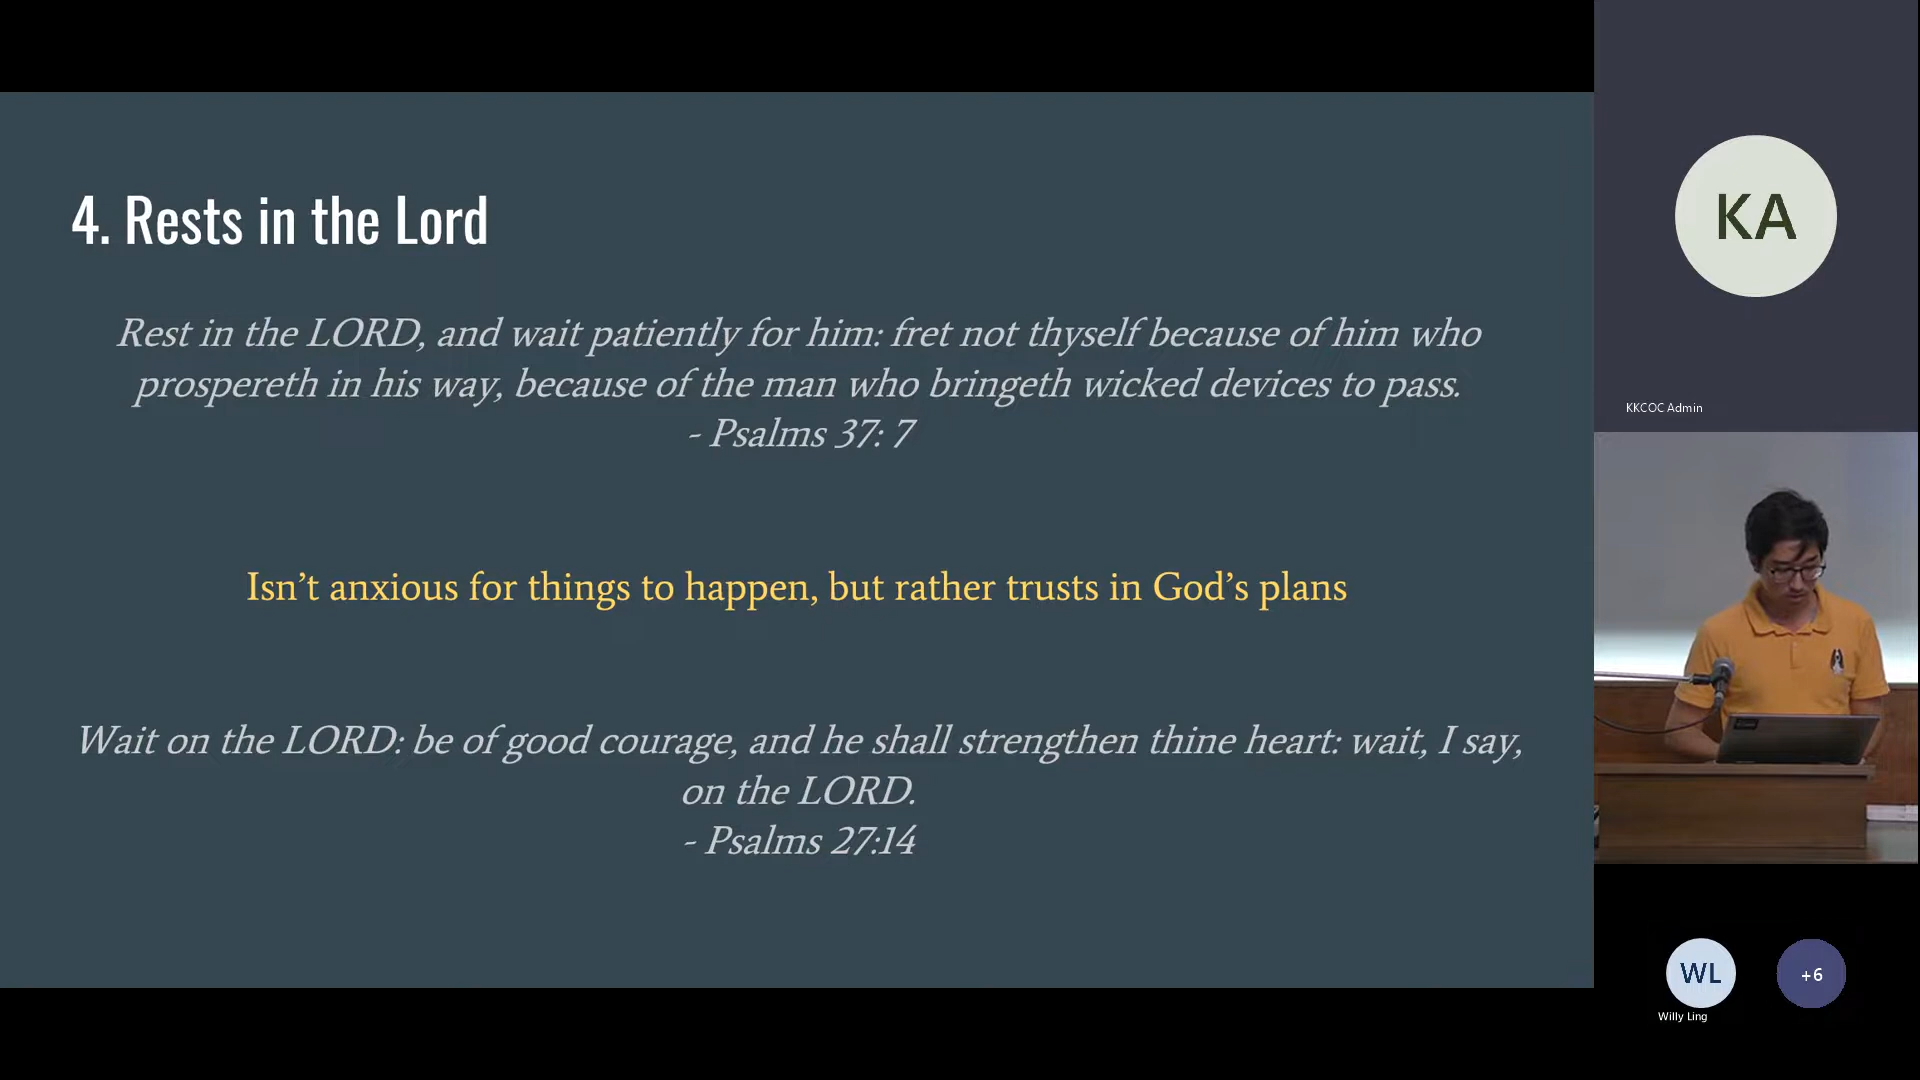 4. Rests in the Lord
Rest in the LORD, and wait patiently for him: fret not thyself because of him who
prospereth in his way, because of the man who bringeth wicked devices to pass.
- Psalms 37: 7
Isn’t anxious for things to happen, but rather trusts in God’s plans
Wait on the LORD: be of good courage, and he shall strengthen thine heart: wait, I say,
on the LORD.
- Psalms 27:14
KA
KKCOC Admin
WL
+6
Willy Ling